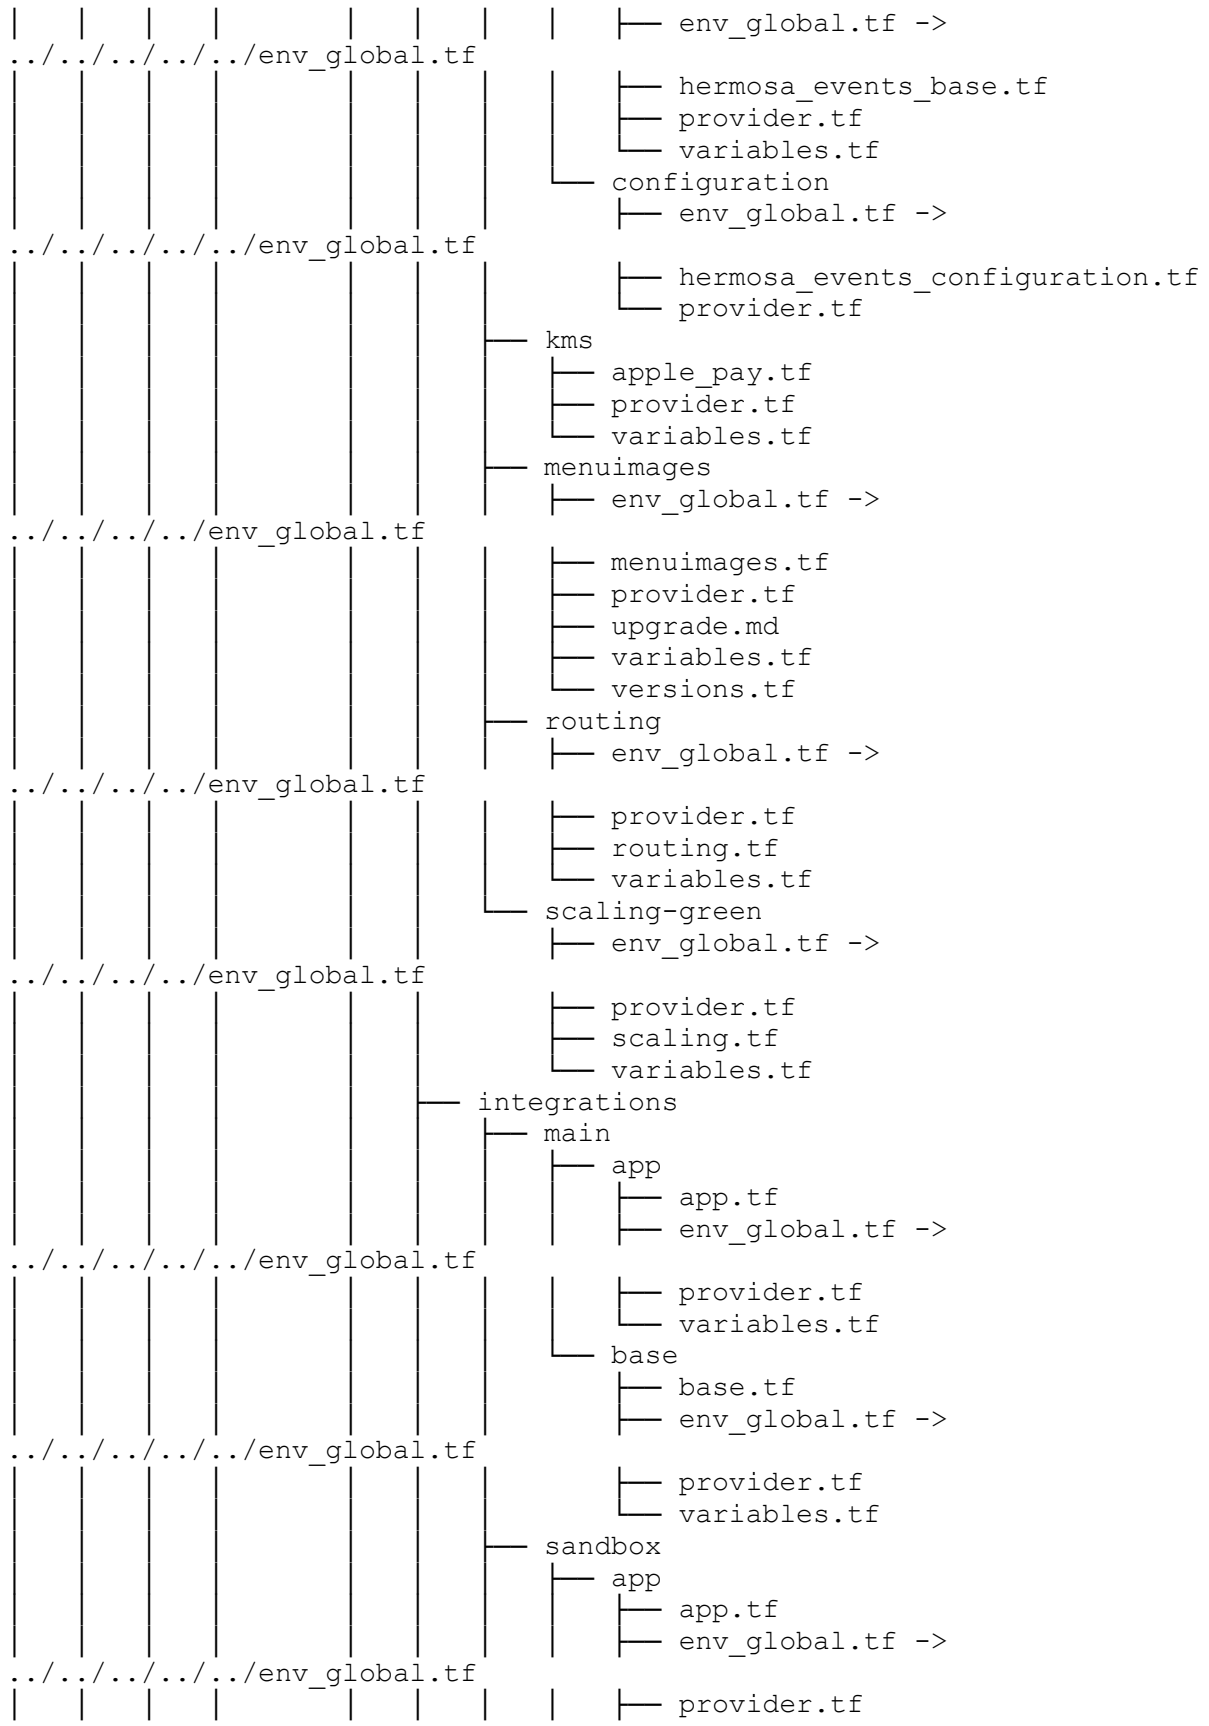 │   │   │   │       │   │   │   │   ├── env_global.tf ->
../../../../../env_global.tf
│   │   │   │       │   │   │   │   ├── hermosa_events_base.tf
│   │   │   │       │   │   │   │   ├── provider.tf
│   │   │   │       │   │   │   │   └── variables.tf
│   │   │   │       │   │   │   └── configuration
│   │   │   │       │   │   │       ├── env_global.tf ->
../../../../../env_global.tf
│   │   │   │       │   │   │       ├── hermosa_events_configuration.tf
│   │   │   │       │   │   │       └── provider.tf
│   │   │   │       │   │   ├── kms
│   │   │   │       │   │   │   ├── apple_pay.tf
│   │   │   │       │   │   │   ├── provider.tf
│   │   │   │       │   │   │   └── variables.tf
│   │   │   │       │   │   ├── menuimages
│   │   │   │       │   │   │   ├── env_global.tf ->
../../../../env_global.tf
│   │   │   │       │   │   │   ├── menuimages.tf
│   │   │   │       │   │   │   ├── provider.tf
│   │   │   │       │   │   │   ├── upgrade.md
│   │   │   │       │   │   │   ├── variables.tf
│   │   │   │       │   │   │   └── versions.tf
│   │   │   │       │   │   ├── routing
│   │   │   │       │   │   │   ├── env_global.tf ->
../../../../env_global.tf
│   │   │   │       │   │   │   ├── provider.tf
│   │   │   │       │   │   │   ├── routing.tf
│   │   │   │       │   │   │   └── variables.tf
│   │   │   │       │   │   └── scaling-green
│   │   │   │       │   │       ├── env_global.tf ->
../../../../env_global.tf
│   │   │   │       │   │       ├── provider.tf
│   │   │   │       │   │       ├── scaling.tf
│   │   │   │       │   │       └── variables.tf
│   │   │   │       │   ├── integrations
│   │   │   │       │   │   ├── main
│   │   │   │       │   │   │   ├── app
│   │   │   │       │   │   │   │   ├── app.tf
│   │   │   │       │   │   │   │   ├── env_global.tf ->
../../../../../env_global.tf
│   │   │   │       │   │   │   │   ├── provider.tf
│   │   │   │       │   │   │   │   └── variables.tf
│   │   │   │       │   │   │   └── base
│   │   │   │       │   │   │       ├── base.tf
│   │   │   │       │   │   │       ├── env_global.tf ->
../../../../../env_global.tf
│   │   │   │       │   │   │       ├── provider.tf
│   │   │   │       │   │   │       └── variables.tf
│   │   │   │       │   │   ├── sandbox
│   │   │   │       │   │   │   ├── app
│   │   │   │       │   │   │   │   ├── app.tf
│   │   │   │       │   │   │   │   ├── env_global.tf ->
../../../../../env_global.tf
│   │   │   │       │   │   │   │   ├── provider.tf